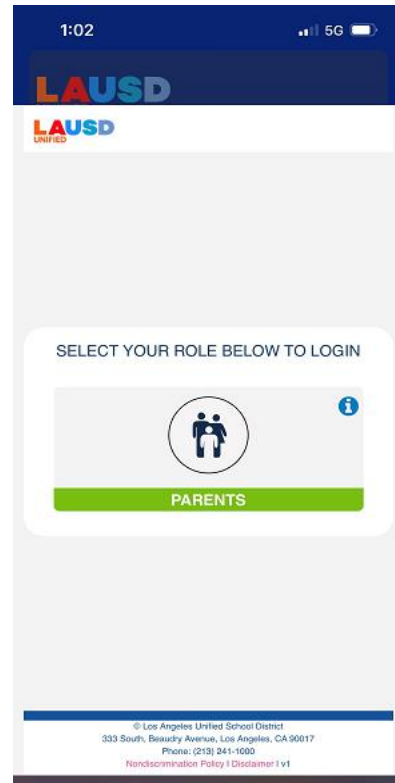 1:02
5G
LAUSD
LAUSD
UNIFIED
SELECT YOUR ROLE BELOW TO LOGIN
i
PARENTS
© Los Angeles Unified School District
333 South, Beaudry Avenue, Los Angeles, CA 90017
Phone: (213) 241-1000
Nondiscrimination Policy I Disclaimer I v1